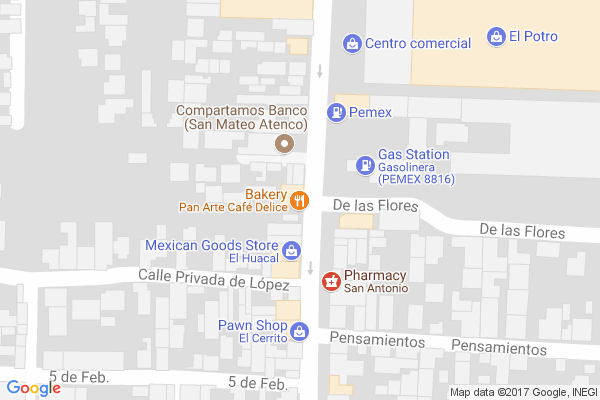 El Potro
Centro comercial
Compartamos Banco
(San Mateo Atenco)
Pemex
Gas Station
Gasolinera
(PEMEX 8816)
Bakery
Pan Arte Café Delice
De las Flores
De las Flores
Mexican Goods Store
El Huacal
Calle Privada de López
Pharmacy
San Antonio
Pawn Shop
El Cerrito
Pensamientos
Pensamientos
5 de Feb.
5 de Feb.
Google
Map data ©2017 Google, INEGI